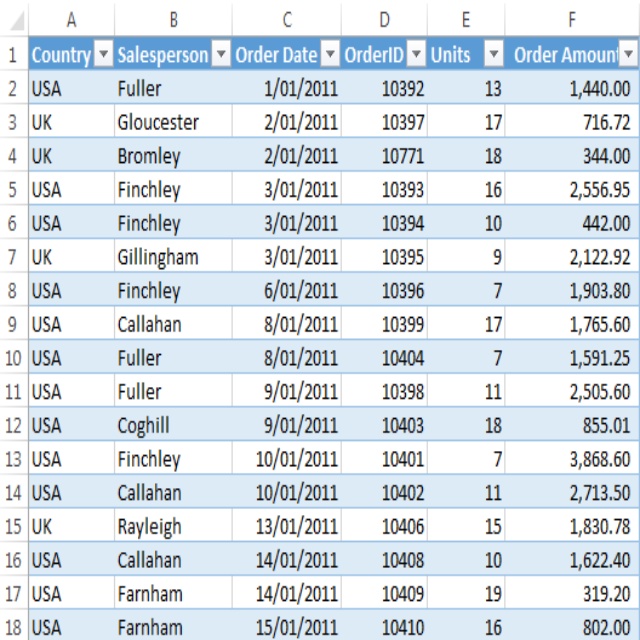 A B C D E F
1 Country Salesperson Order Date OrderID Units Order Amount
2 USA Fuller 1/01/2011 10392 13 1,440.00
3 UK Gloucester 2/01/2011 10397 17 716.72
4 UK Bromley 2/01/2011 10771 18 344.00
5 USA Finchley 3/01/2011 10393 16 2,556.95
6 USA Finchley 3/01/2011 10394 10 442.00
7 UK Gillingham 3/01/2011 10395 9 2,122.92
8 USA Finchley 6/01/2011 10396 7 1,903.80
9 USA Callahan 8/01/2011 10399 17 1,765.60
10 USA Fuller 8/01/2011 10404 7 1,591.25
11 USA Fuller 9/01/2011 10398 11 2,505.60
12 USA Coghill 9/01/2011 10403 18 855.01
13 USA Finchley 10/01/2011 10401 7 3,868.60
14 USA Callahan 10/01/2011 10402 11 2,713.50
15 UK Rayleigh 13/01/2011 10406 15 1,830.78
16 USA Callahan 14/01/2011 10408 10 1,622.40
17 USA Farnham 14/01/2011 10409 19 319.20
18 USA Farnham 15/01/2011 10410 16 802.00